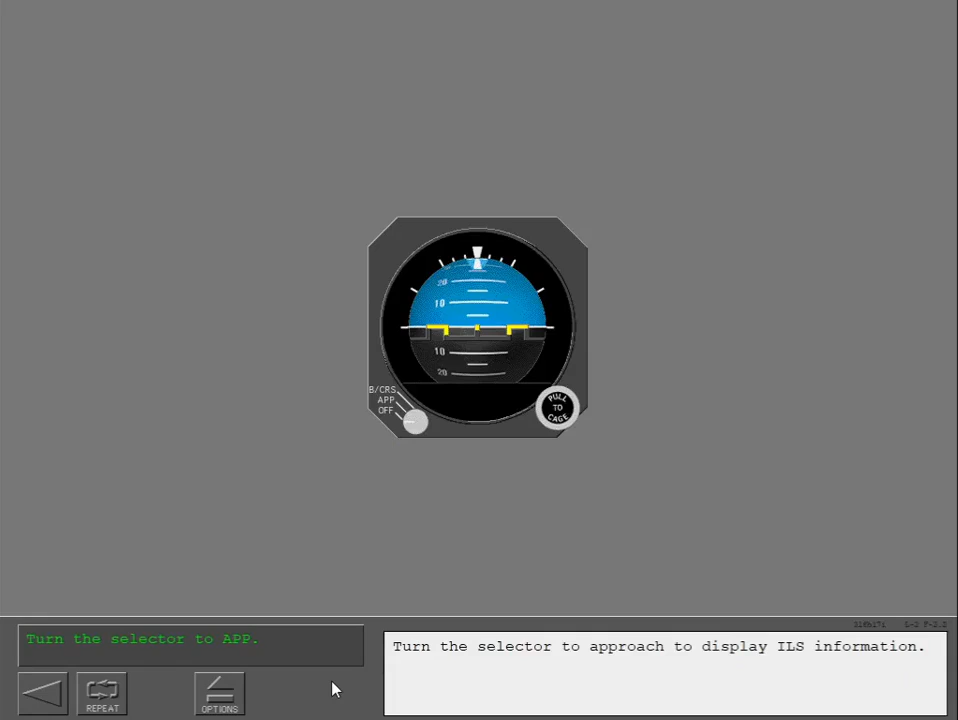 20
10
10
20
B/CRS
APP
OFF
PULL
TO
CAGE
Turn the selector to APP.
Turn the selector to approach to display ILS information.
REPEAT
OPTIONS